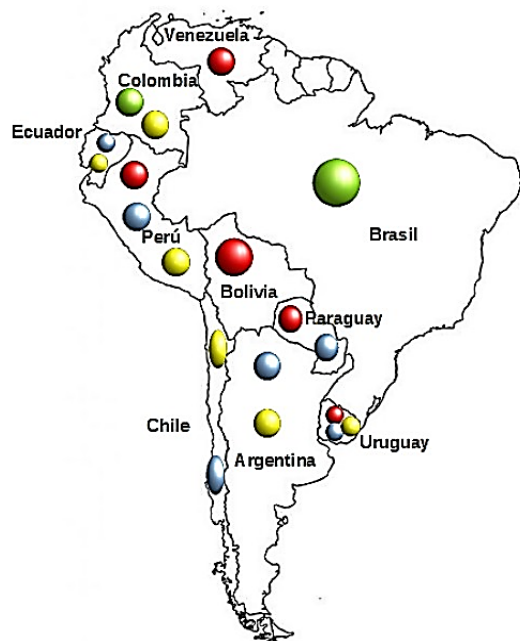 Venezuela
Colombia
Ecuador
Brasil
Perú
Bolivia
Paraguay
Chile
Uruguay
Argentina